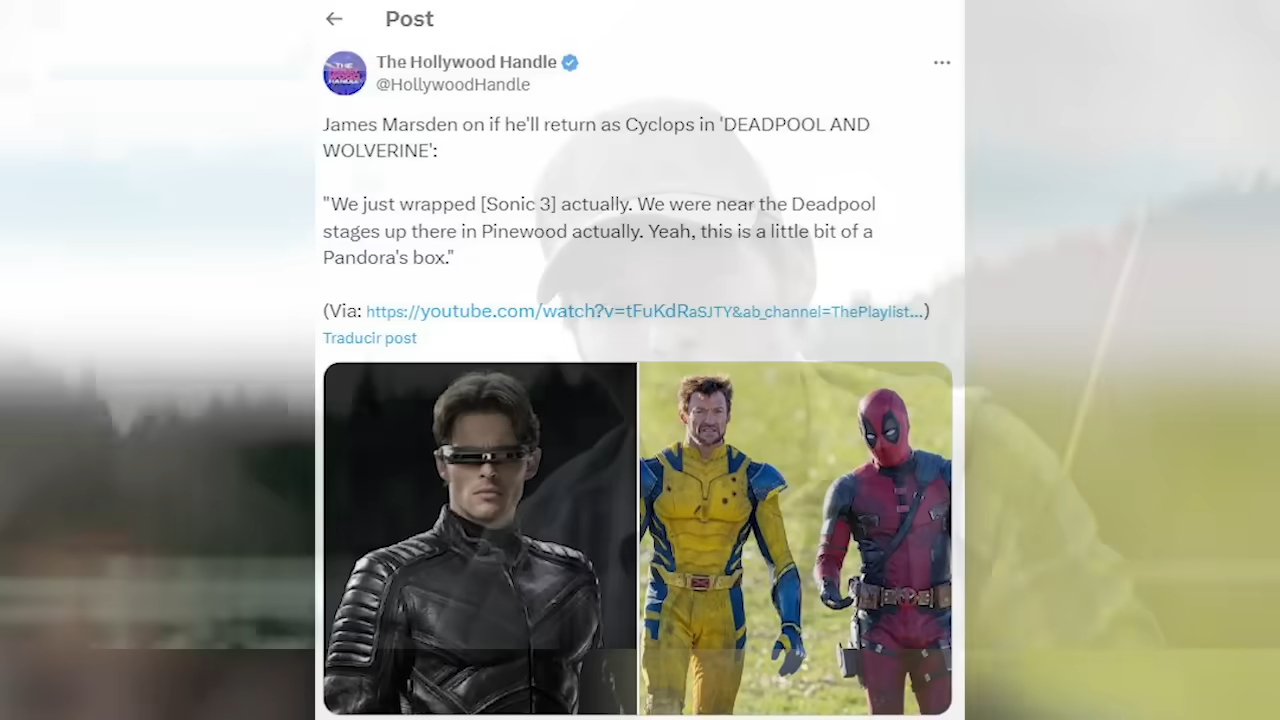 Post
The Hollywood Handle
@HollywoodHandle
James Marsden on if he'll return as Cyclops in 'DEADPOOL AND
WOLVERINE':
"We just wrapped [Sonic 3] actually. We were near the Deadpool
stages up there in Pinewood actually. Yeah, this is a little bit of a
Pandora's box."
(Via: https://youtube.com/watch?v=tFuKdRaSJTY&ab_channel=ThePlaylist...)
Traducir post